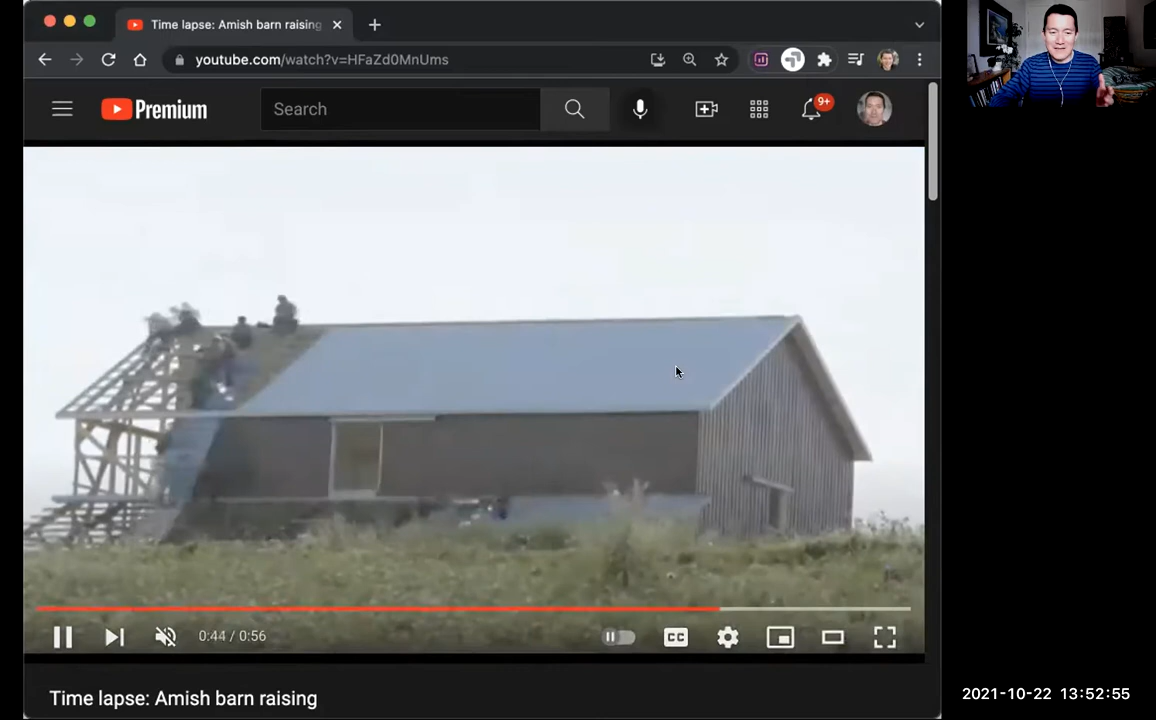 Time lapse: Amish barn raising
youtube.com/watch?v=HFaZd0MnUms
Premium
Search
9+
0:44 / 0:56
CC
Time lapse: Amish barn raising
2021-10-22 13:52:55